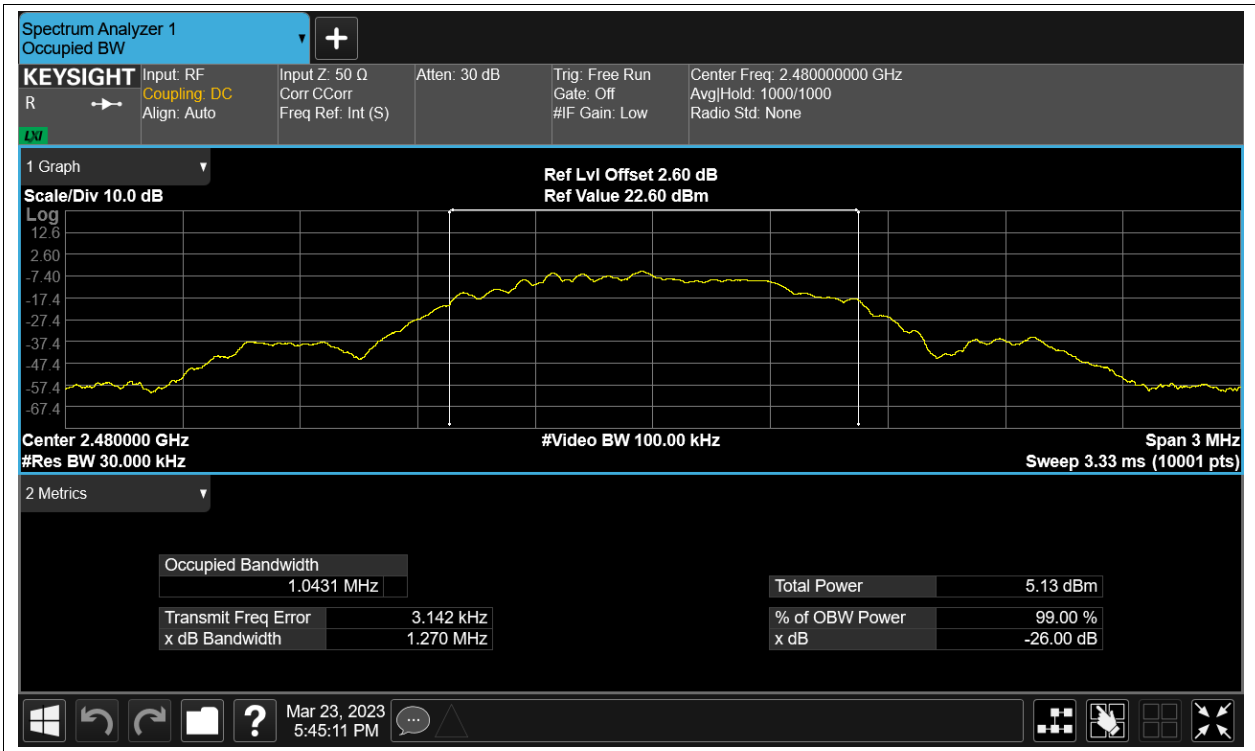 Spectrum Analyzer 1
Occupied BW
KEYSIGHT
R
LXI
Input: RF
Coupling: DC
Align: Auto
Input Z: 50 Ω
Corr CCorr
Freq Ref: Int (S)
Atten: 30 dB
Trig: Free Run
Gate: Off
#IF Gain: Low
Center Freq: 2.480000000 GHz
Avg|Hold: 1000/1000
Radio Std: None
1 Graph
Scale/Div 10.0 dB
Ref Lvl Offset 2.60 dB
Ref Value 22.60 dBm
Log
12.6
2.60
-7.40
-17.4
-27.4
-37.4
-47.4
-57.4
-67.4
Center 2.480000 GHz
#Res BW 30.000 kHz
#Video BW 100.00 kHz
Span 3 MHz
Sweep 3.33 ms (10001 pts)
2 Metrics
Occupied Bandwidth
1.0431 MHz
Transmit Freq Error 3.142 kHz
x dB Bandwidth 1.270 MHz
Total Power 5.13 dBm
% of OBW Power 99.00 %
x dB -26.00 dB
?
Mar 23, 2023
5:45:11 PM